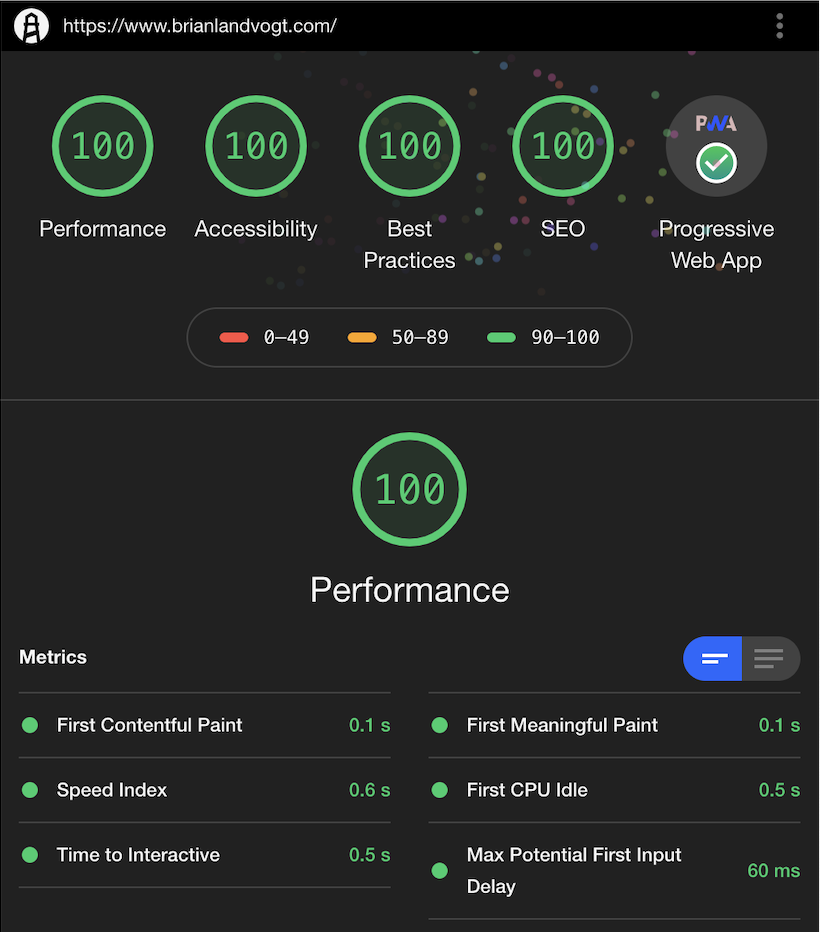 https://www.brianlandvogt.com/
100 100 100 100 PWA
Performance Accessibility Best SEO Progressive
Practices Web App
0–49 50–89 90–100
100
Performance
Metrics
First Contentful Paint 0.1 s First Meaningful Paint 0.1 s
Speed Index 0.6 s First CPU Idle 0.5 s
Time to Interactive 0.5 s Max Potential First Input
Delay 60 ms